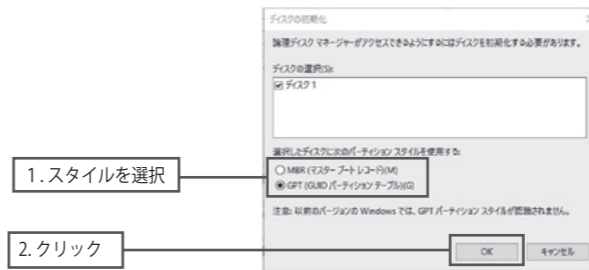 ディスクの初期化
論理ディスク マネージャーがアクセスできるようにするにはディスクを初期化する必要があります。
ディスクの選択(S):
ディスク 1
選択したディスクに次のパーティション スタイルを使用する:
1. スタイルを選択
MBR (マスター ブート レコード)(M)
GPT (GUID パーティション テーブル)(G)
注意: 以前のバージョンの Windows では、GPT パーティション スタイルが認識されません。
2. クリック
OK
キャンセル